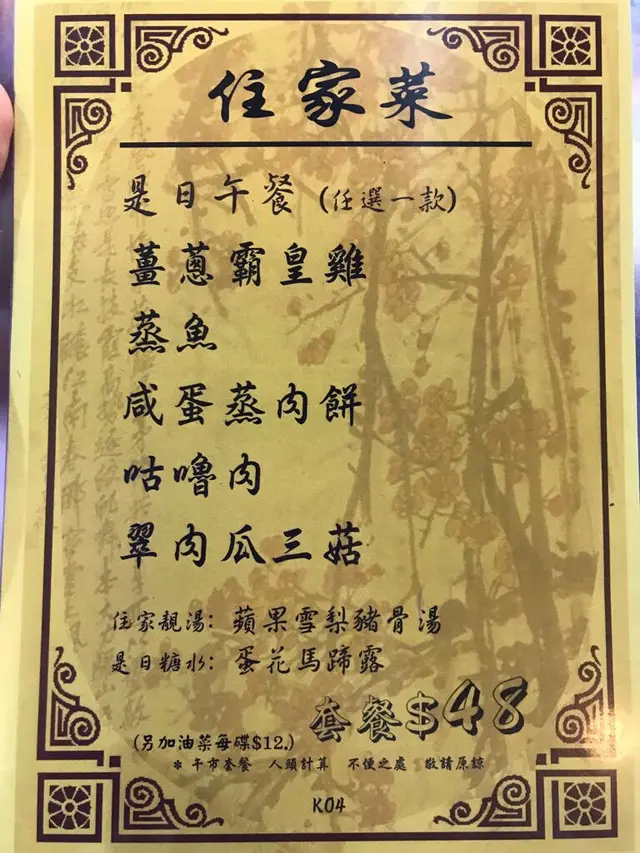 住家菜
是日午餐 (任選一款)
薑蔥霸皇雞
蒸魚
咸蛋蒸肉餅
咕嚕肉
翠肉瓜三菇
住家靚湯: 蘋果雪梨豬骨湯
是日糖水: 蛋花馬蹄露
套餐$48
(另加油菜每碟$12.)
* 午市套餐 人頭計算 不便之處 敬請原諒
K04